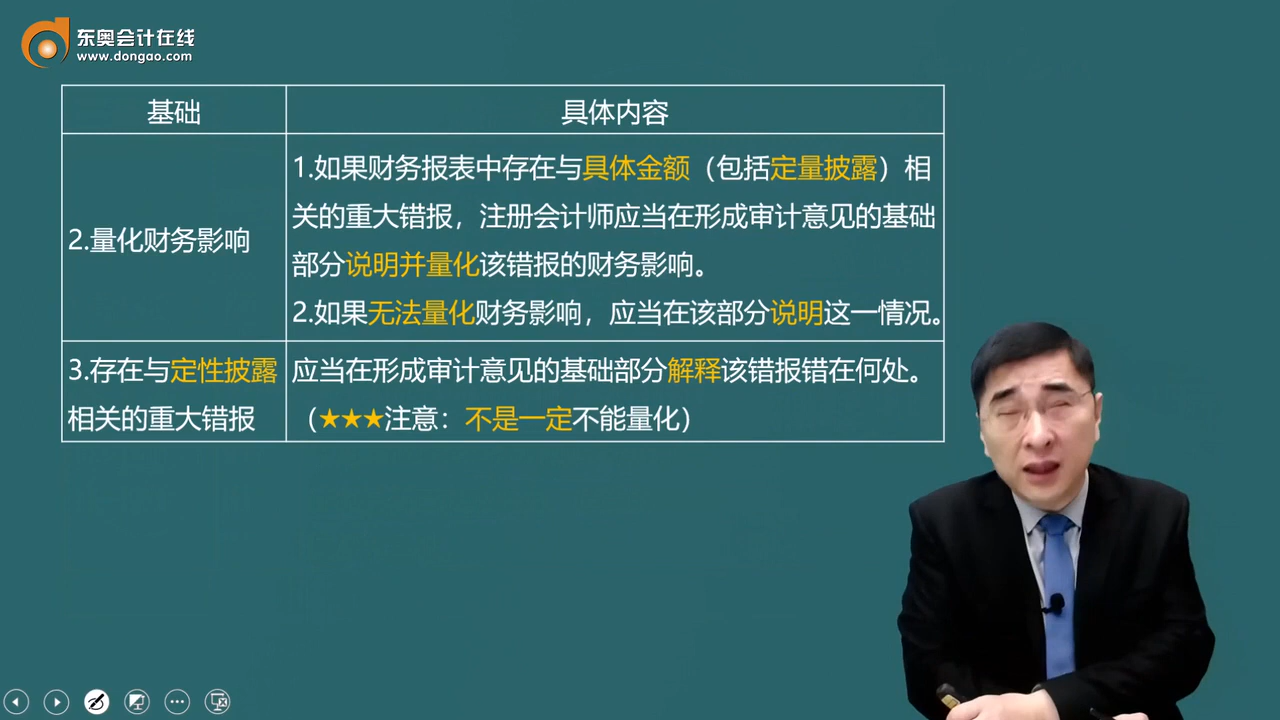 东奥会计在线
www.dongao.com
基础
具体内容
2.量化财务影响
1.如果财务报表中存在与具体金额（包括定量披露）相
关的重大错报，注册会计师应当在形成审计意见的基础
部分说明并量化该错报的财务影响。
2.如果无法量化财务影响，应当在该部分说明这一情况。
3.存在与定性披露
相关的重大错报
应当在形成审计意见的基础部分解释该错报错在何处。
（★★★注意：不是一定不能量化）